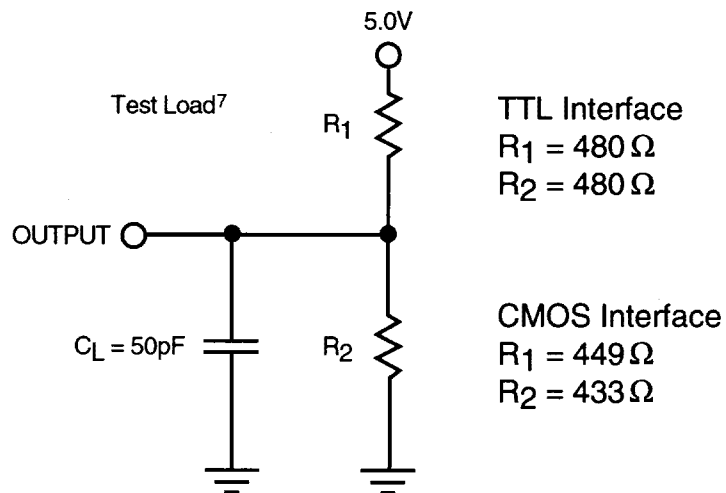 5.0V
Test Load7
R1
TTL Interface
R1 = 480 Ω
R2 = 480 Ω
OUTPUT
CL = 50pF
R2
CMOS Interface
R1 = 449 Ω
R2 = 433 Ω